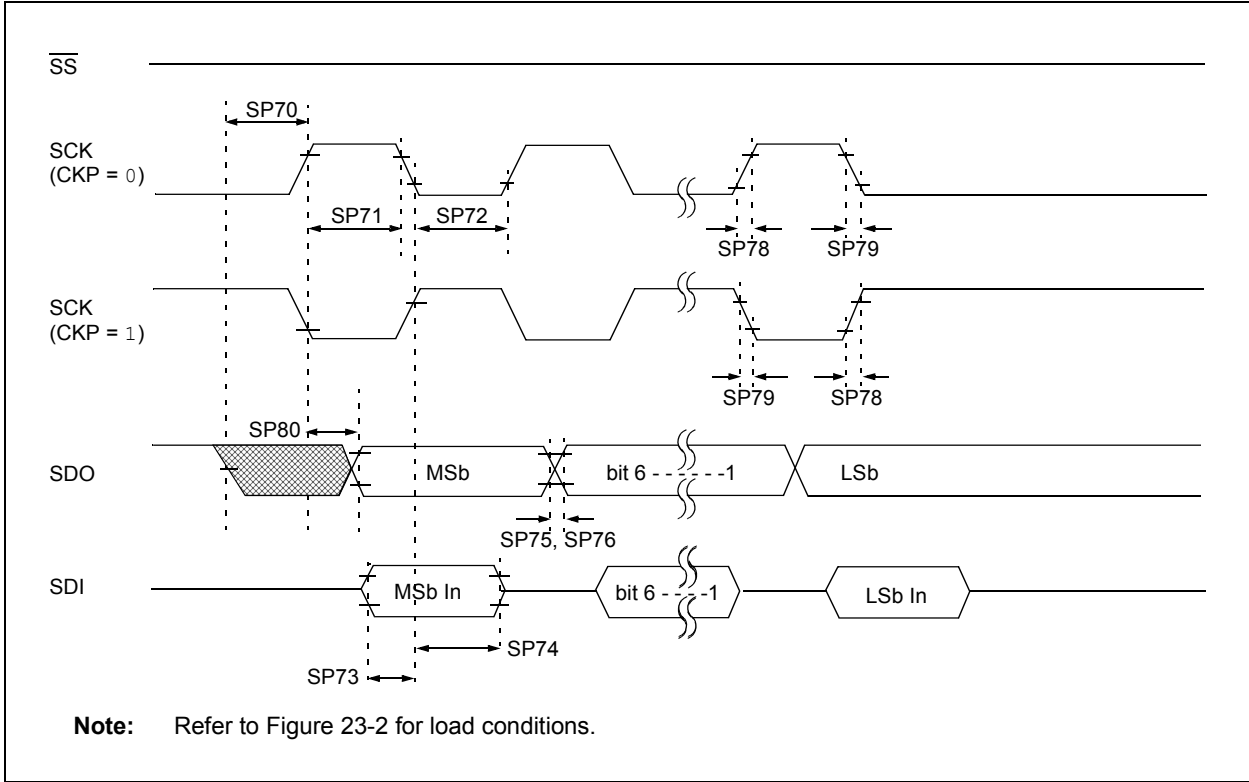 SS
SP70
SCK
(CKP = 0)
SP71
SP72
SP78
SP79
SCK
(CKP = 1)
SP79
SP78
SP80
SDO
MSb
bit 6 - - - - - -1
LSb
SP75, SP76
SDI
MSb In
bit 6 - - - - -1
LSb In
SP74
SP73
Note: Refer to Figure 23-2 for load conditions.